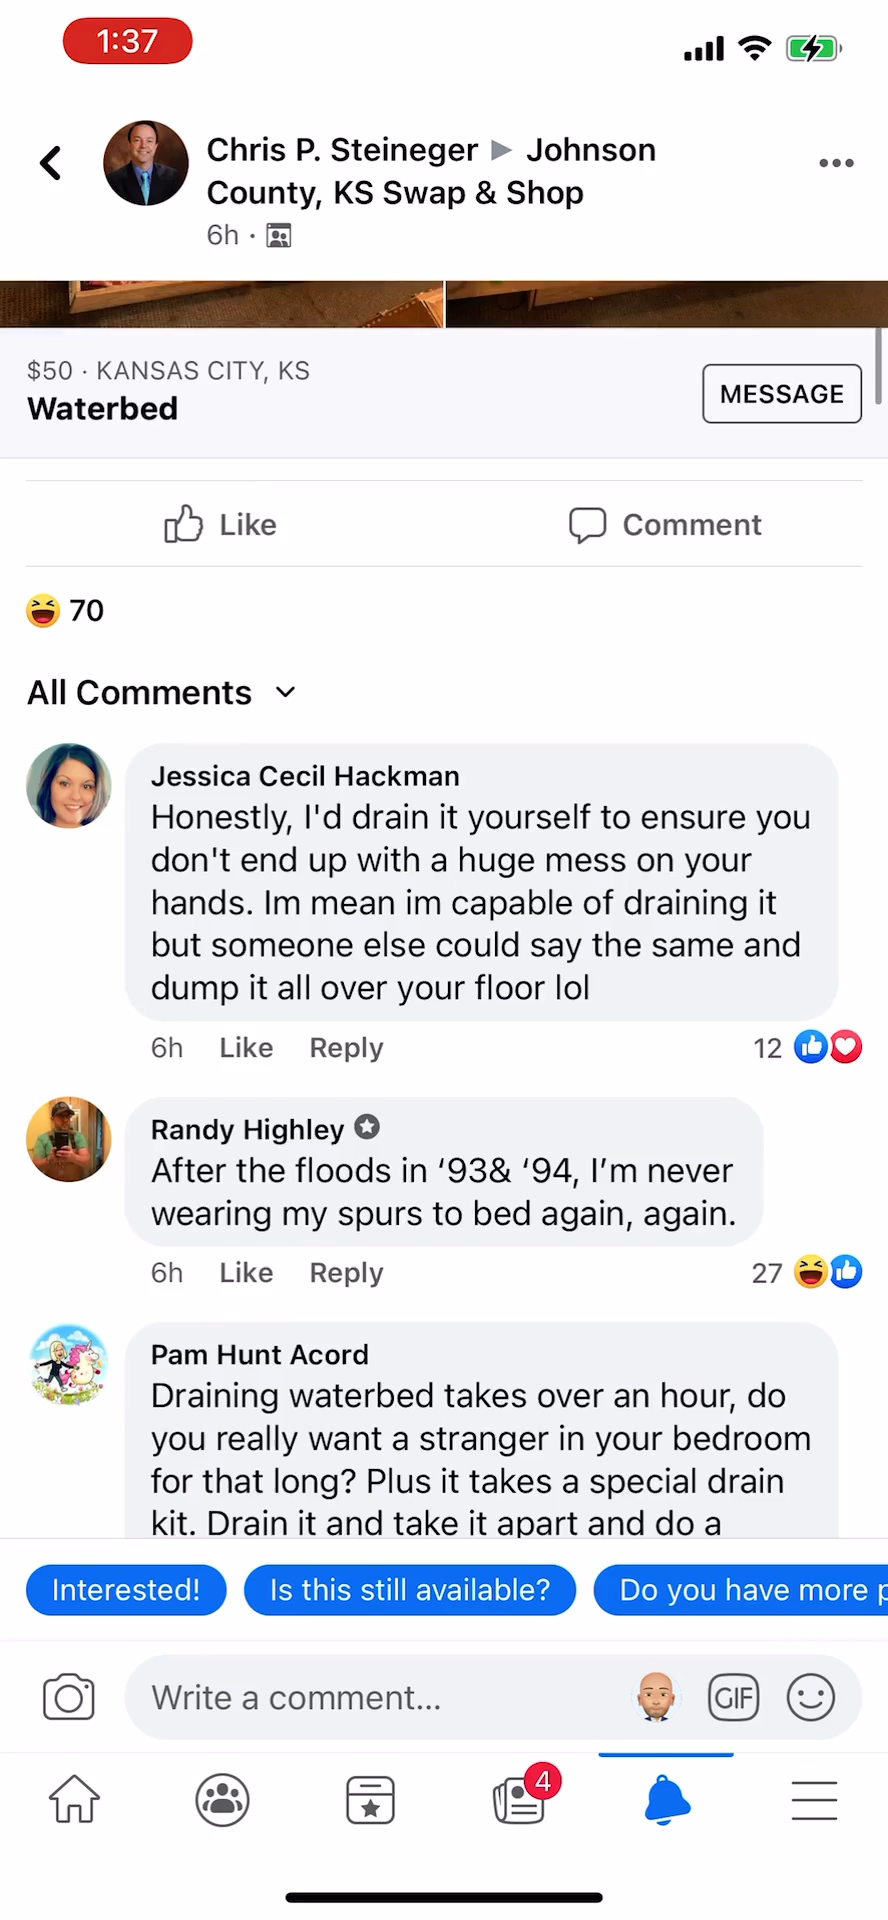 1:37
Chris P. Steineger ▶ Johnson
County, KS Swap & Shop
6h ·
$50 · KANSAS CITY, KS
Waterbed
MESSAGE
Like
Comment
70
All Comments
Jessica Cecil Hackman
Honestly, I'd drain it yourself to ensure you
don't end up with a huge mess on your
hands. Im mean im capable of draining it
but someone else could say the same and
dump it all over your floor lol
6h Like Reply 12
Randy Highley
After the floods in ‘93& ‘94, I’m never
wearing my spurs to bed again, again.
6h Like Reply 27
Pam Hunt Acord
Draining waterbed takes over an hour, do
you really want a stranger in your bedroom
for that long? Plus it takes a special drain
kit. Drain it and take it apart and do a
Interested! Is this still available? Do you have more p
Write a comment...
GIF
4